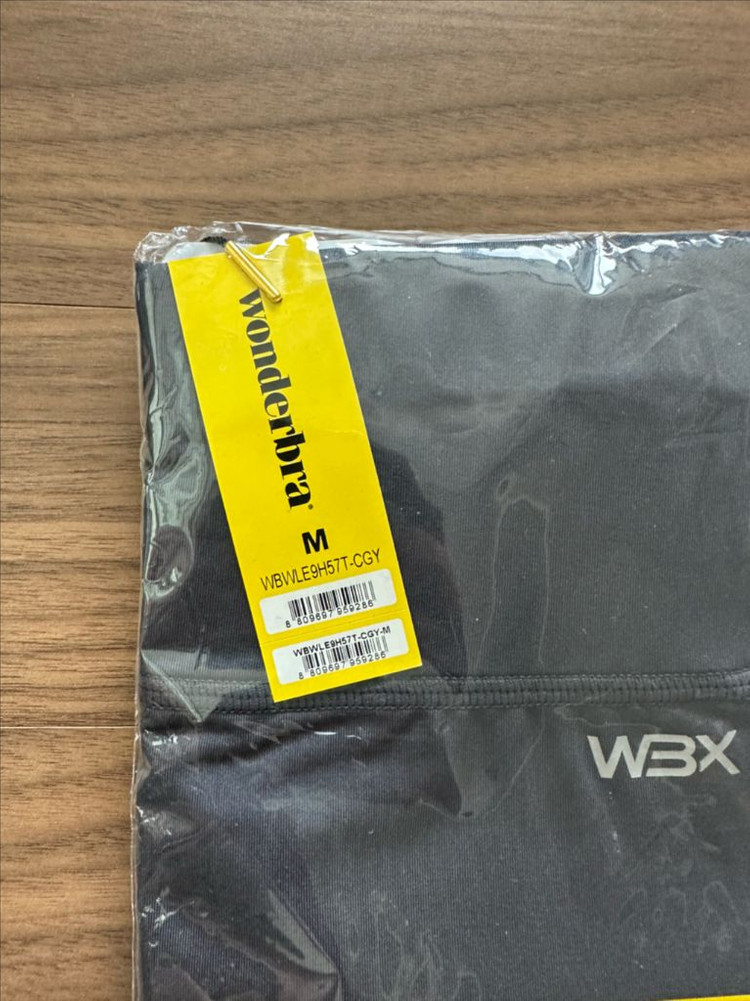 wonderbra®
M
WBWLE9H57T-CGY
8 809697 959286
WBWLE9H57T-CGY-M
8 809697 959286
WBX